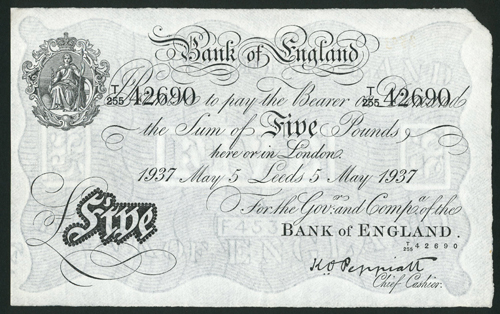 Bank of England
T/255 42690 T/255 42690
Promise to pay the Bearer on Demand
the Sum of Five Pounds
here or in London.
1937 May 5 Leeds 5 May 1937
For the Gov.r and Comp.a of the
BANK of ENGLAND.
T/255 42690
Five
K.O. Peppiatt
Chief Cashier.